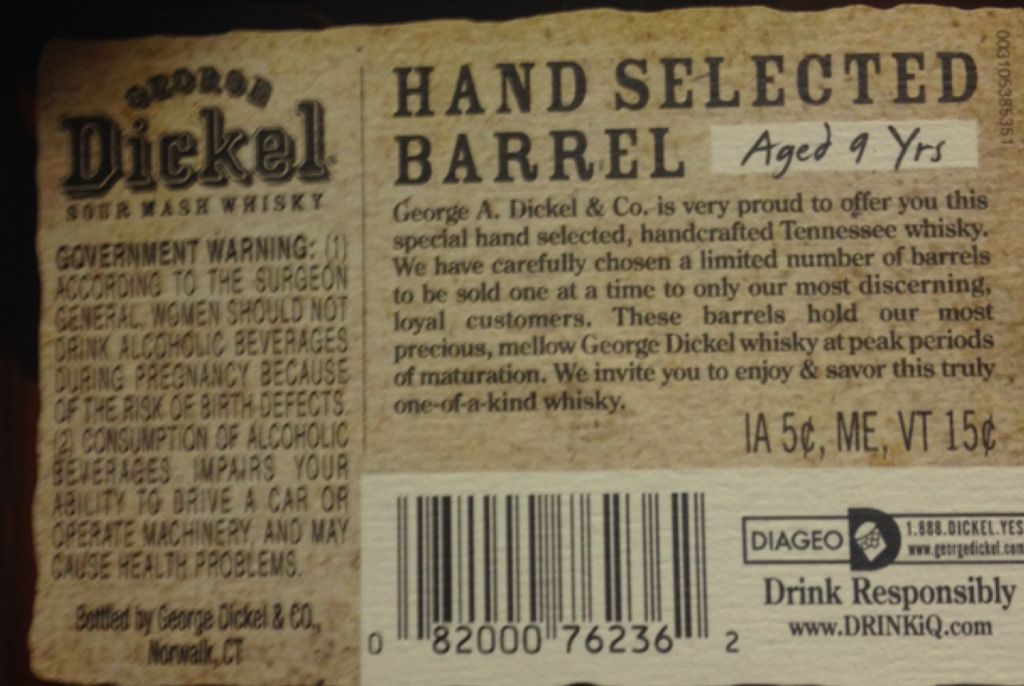 GEORGE
Dickel
SOUR MASH WHISKY
GOVERNMENT WARNING: (1)
ACCORDING TO THE SURGEON
GENERAL, WOMEN SHOULD NOT
DRINK ALCOHOLIC BEVERAGES
DURING PREGNANCY BECAUSE
OF THE RISK OF BIRTH DEFECTS.
(2) CONSUMPTION OF ALCOHOLIC
BEVERAGES IMPAIRS YOUR
ABILITY TO DRIVE A CAR OR
OPERATE MACHINERY, AND MAY
CAUSE HEALTH PROBLEMS.
Bottled by George Dickel & CO.,
Norwalk, CT
HAND SELECTED
BARREL Aged 9 Yrs
George A. Dickel & Co. is very proud to offer you this
special hand selected, handcrafted Tennessee whisky.
We have carefully chosen a limited number of barrels
to be sold one at a time to only our most discerning,
loyal customers. These barrels hold our most
precious, mellow George Dickel whisky at peak periods
of maturation. We invite you to enjoy & savor this truly
one-of-a-kind whisky.
IA 5¢, ME, VT 15¢
0 82000 76236 2
DIAGEO
1.888.DICKEL.YES
www.georgedickel.com
Drink Responsibly
www.DRINKiQ.com